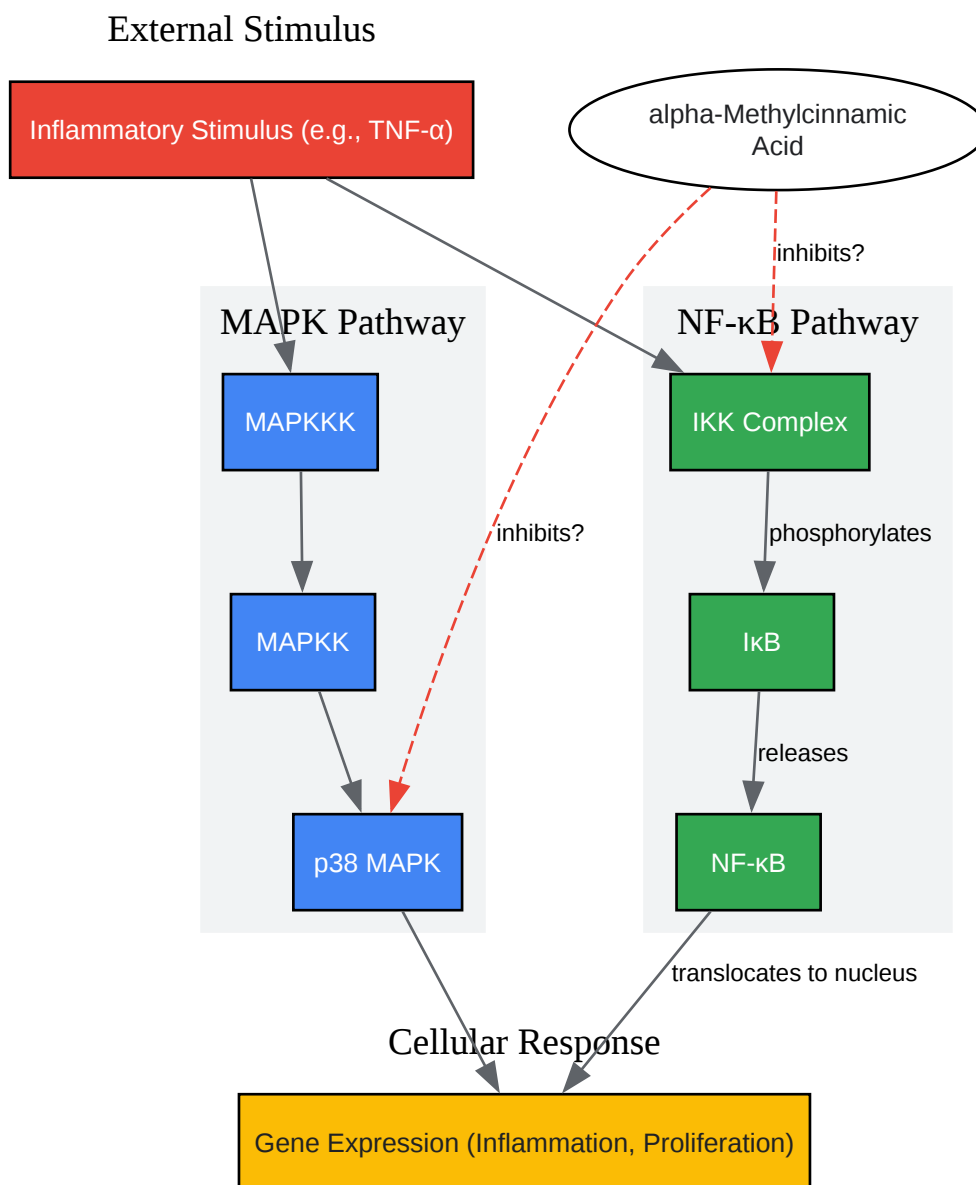 External Stimulus
Inflammatory Stimulus (e.g., TNF-α)
alpha-Methylcinnamic
Acid
inhibits?
MAPK Pathway
NF-κB Pathway
MAPKKK
IKK Complex
inhibits?
phosphorylates
MAPKK
IκB
releases
p38 MAPK
NF-κB
translocates to nucleus
Cellular Response
Gene Expression (Inflammation, Proliferation)